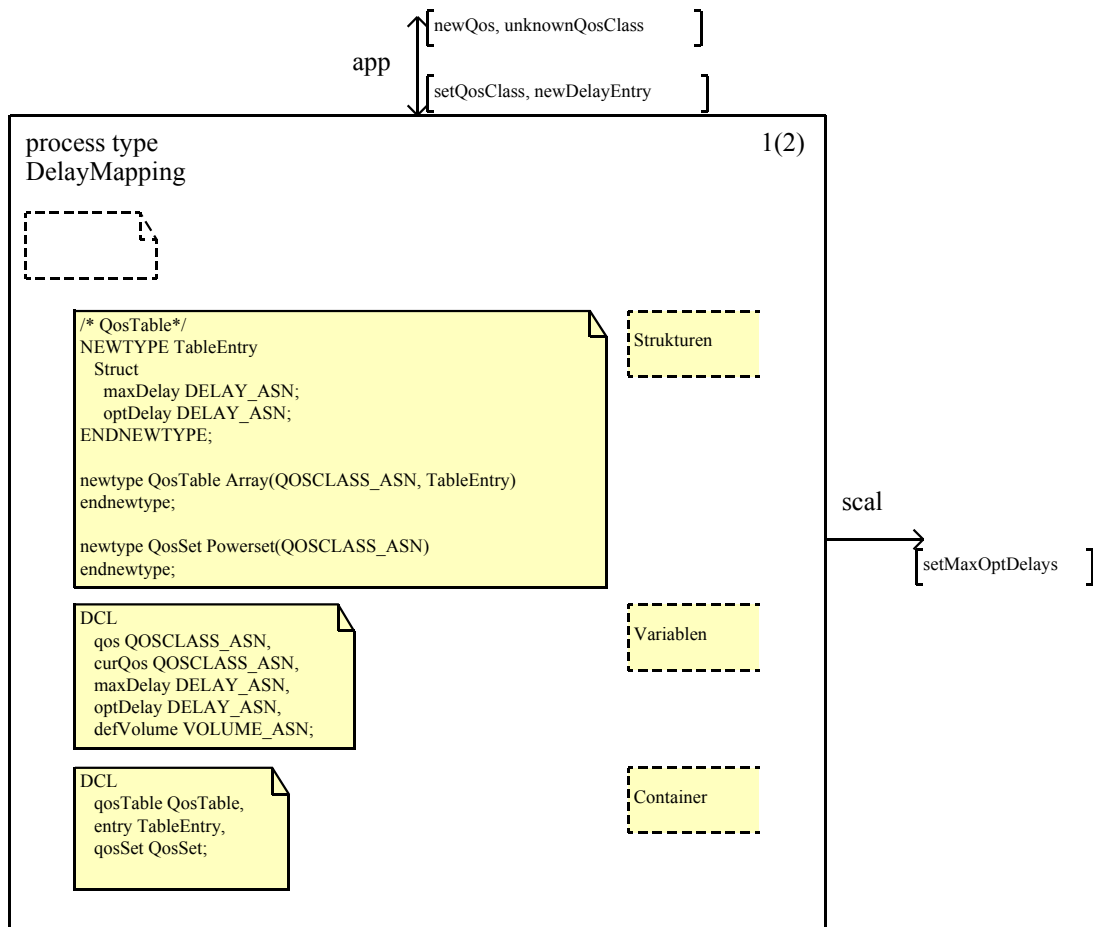 newQos, unknownQosClass
app
setQosClass, newDelayEntry
process type
1(2)
DelayMapping
/* QosTable*/
NEWTYPE TableEntry
Struct
maxDelay DELAY_ASN;
optDelay DELAY_ASN;
ENDNEWTYPE;
newtype QosTable Array(QOSCLASS_ASN, TableEntry)
endnewtype;
newtype QosSet Powerset(QOSCLASS_ASN)
endnewtype;
Strukturen
scal
setMaxOptDelays
DCL
qos QOSCLASS_ASN,
curQos QOSCLASS_ASN,
maxDelay DELAY_ASN,
optDelay DELAY_ASN,
defVolume VOLUME_ASN;
Variablen
DCL
qosTable QosTable,
entry TableEntry,
qosSet QosSet;
Container